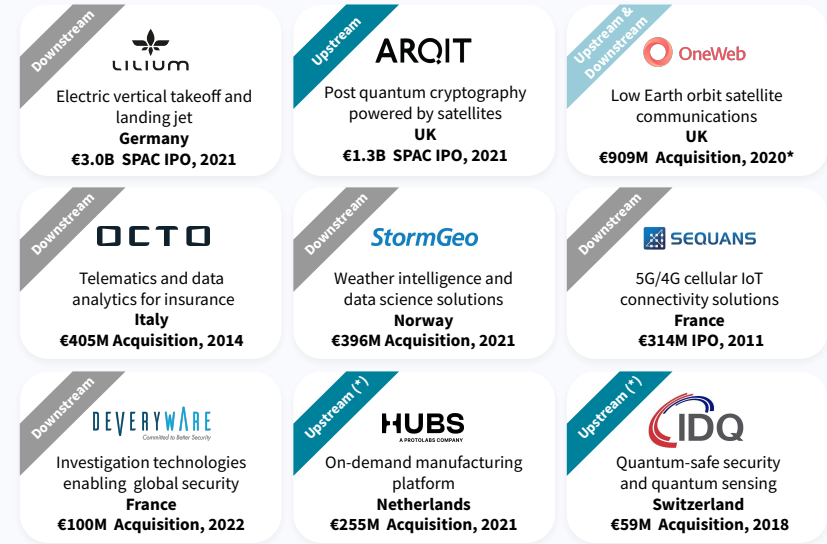 Downstream
LILIUM
Electric vertical takeoff and
landing jet
Germany
€3.0B SPAC IPO, 2021
Upstream
ARQIT
Post quantum cryptography
powered by satellites
UK
€1.3B SPAC IPO, 2021
Upstream &
Downstream
OneWeb
Low Earth orbit satellite
communications
UK
€909M Acquisition, 2020*
Downstream
OCTO
Telematics and data
analytics for insurance
Italy
€405M Acquisition, 2014
Downstream
StormGeo
Weather intelligence and
data science solutions
Norway
€396M Acquisition, 2021
Downstream
SEQUANS
5G/4G cellular IoT
connectivity solutions
France
€314M IPO, 2011
Downstream
DEVERYWARE
Committed to Better Security
Investigation technologies
enabling global security
France
€100M Acquisition, 2022
Upstream (*)
HUBS
A PROTOLABS COMPANY
On-demand manufacturing
platform
Netherlands
€255M Acquisition, 2021
Upstream (*)
IDQ
Quantum-safe security
and quantum sensing
Switzerland
€59M Acquisition, 2018